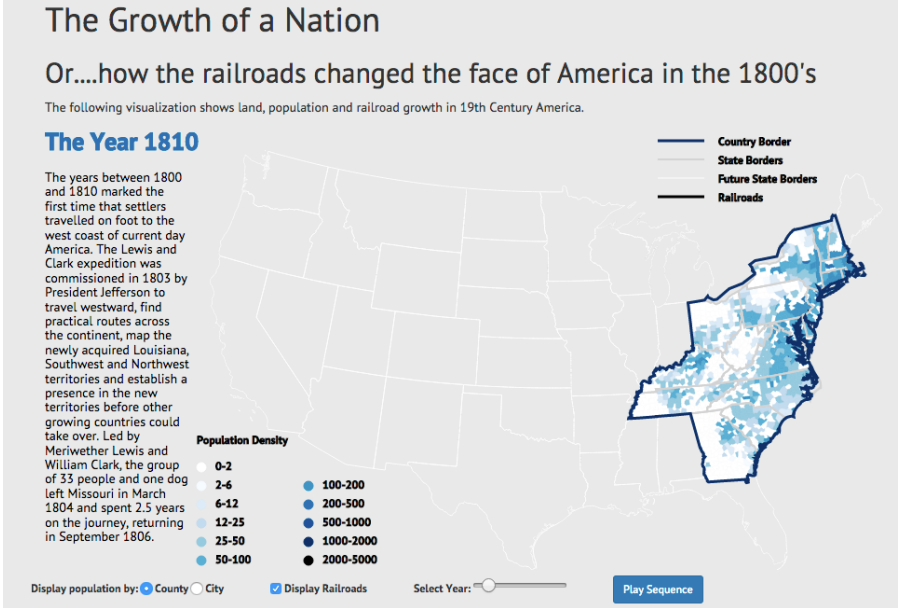 The Growth of a Nation
Or....how the railroads changed the face of America in the 1800's
The following visualization shows land, population and railroad growth in 19th Century America.
The Year 1810
The years between 1800
and 1810 marked the
first time that settlers
travelled on foot to the
west coast of current day
America. The Lewis and
Clark expedition was
commissioned in 1803 by
President Jefferson to
travel westward, find
practical routes across
the continent, map the
newly acquired Louisiana,
Southwest and Northwest
territories and establish a
presence in the new
territories before other
growing countries could
take over. Led by
Meriwether Lewis and
William Clark, the group
of 33 people and one dog
left Missouri in March
1804 and spent 2.5 years
on the journey, returning
in September 1806.
Country Border
State Borders
Future State Borders
Railroads
Population Density
0-2
2-6
6-12
12-25
25-50
50-100
100-200
200-500
500-1000
1000-2000
2000-5000
Display population by: County City
Display Railroads
Select Year:
Play Sequence